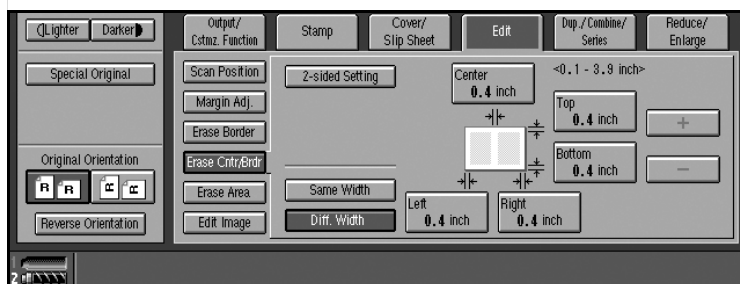 Lighter Darker
Special Original
Original Orientation
R R R R
Reverse Orientation
Output/
Cstmz. Function
Stamp
Cover/
Slip Sheet
Edit
Dup./Combine/
Series
Reduce/
Enlarge
Scan Position
Margin Adj.
Erase Border
Erase Cntr/Brdr
Erase Area
Edit Image
2-sided Setting
Same Width
Diff. Width
Center
0.4 inch
<0.1 - 3.9 inch>
Top
0.4 inch
Bottom
0.4 inch
Left
0.4 inch
Right
0.4 inch
+
−
1
2